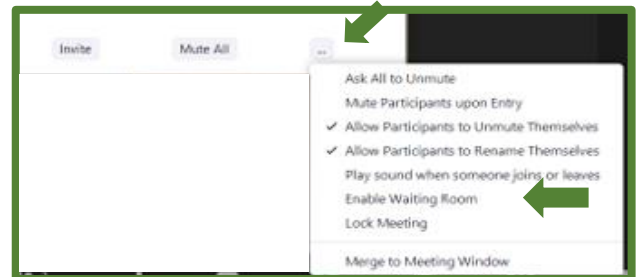 Invite Mute All ...
Ask All to Unmute
Mute Participants upon Entry
✓ Allow Participants to Unmute Themselves
✓ Allow Participants to Rename Themselves
Play sound when someone joins or leaves
Enable Waiting Room
Lock Meeting
Merge to Meeting Window